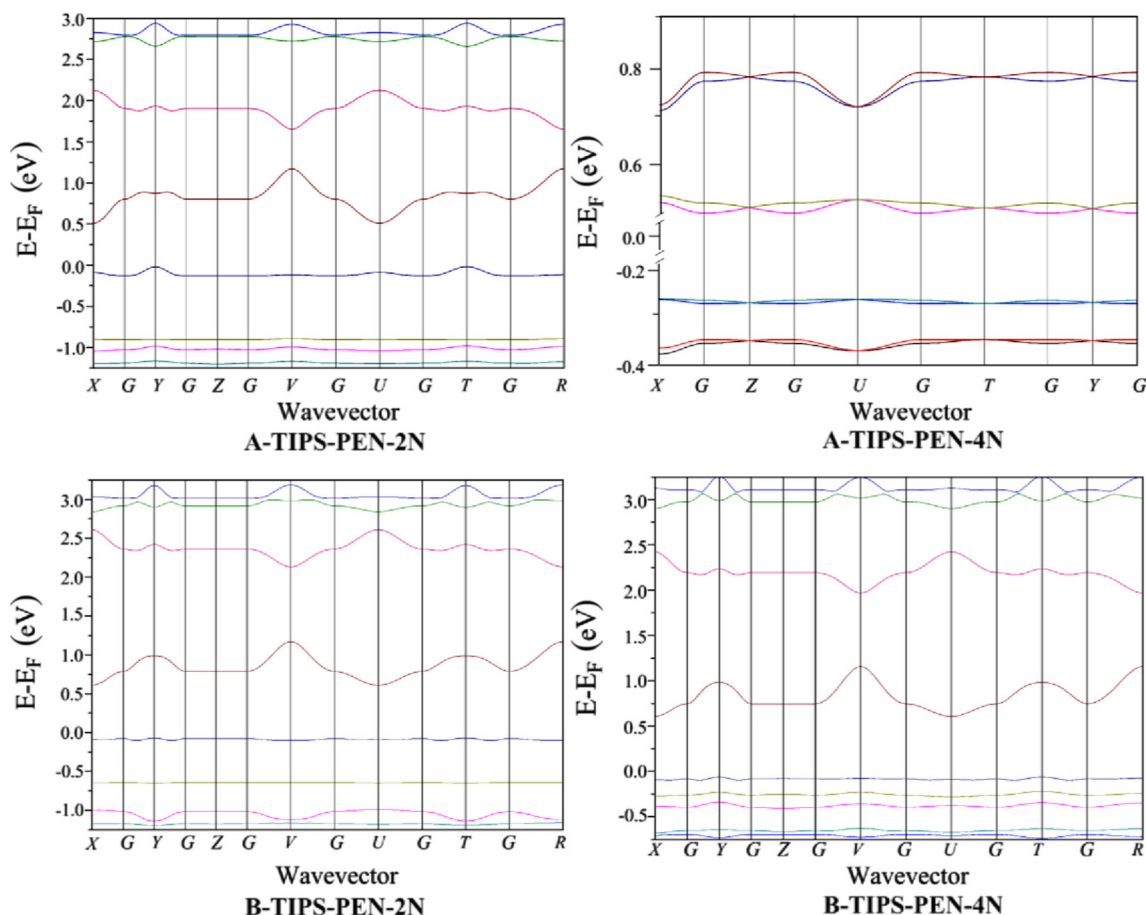 3.0
2.5
2.0
1.5
1.0
0.5
0.0
-0.5
-1.0
E-E_F (eV)
X G Y G Z G V G U G T G R
Wavevector
A-TIPS-PEN-2N
0.8
0.6
0.0
-0.2
-0.4
E-E_F (eV)
X G Z G U G T G Y G
Wavevector
A-TIPS-PEN-4N
3.0
2.5
2.0
1.5
1.0
0.5
0.0
-0.5
-1.0
E-E_F (eV)
X G Y G Z G V G U G T G R
Wavevector
B-TIPS-PEN-2N
3.0
2.5
2.0
1.5
1.0
0.5
0.0
-0.5
E-E_F (eV)
X G Y G Z G V G U G T G R
Wavevector
B-TIPS-PEN-4N